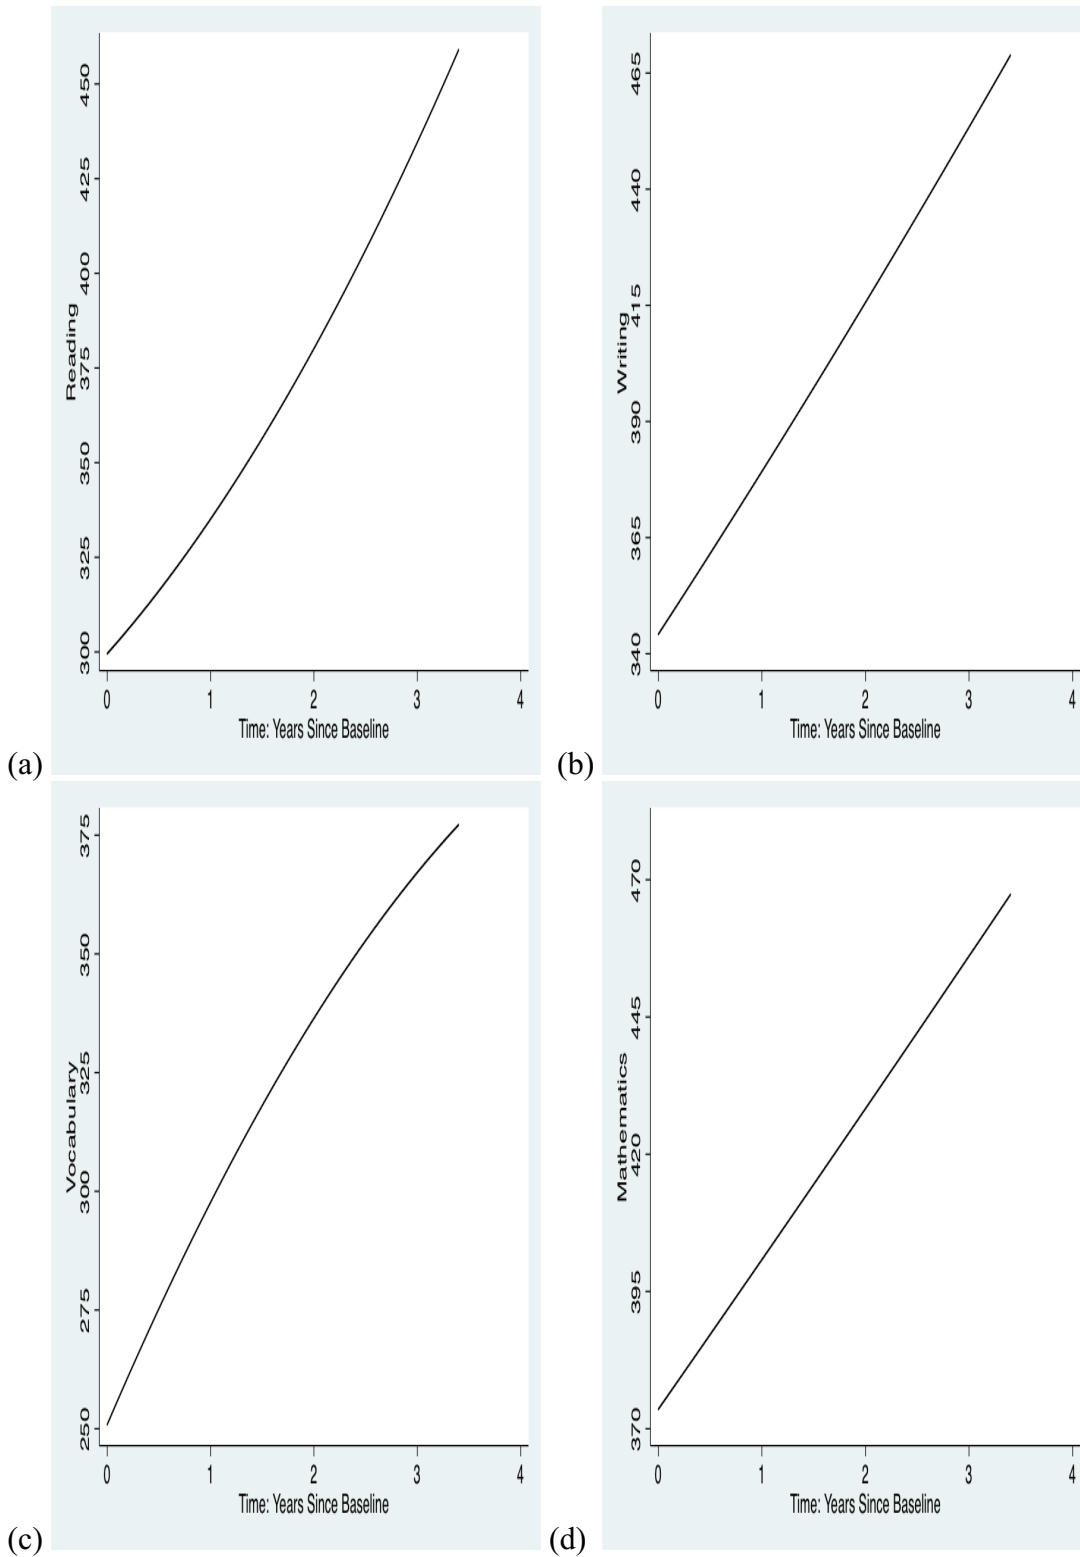 Reading
450
425
400
375
350
325
300
0 1 2 3 4
Time: Years Since Baseline
(a)
Writing
465
440
415
390
365
340
0 1 2 3 4
Time: Years Since Baseline
(b)
Vocabulary
375
350
325
300
275
250
0 1 2 3 4
Time: Years Since Baseline
(c)
Mathematics
470
445
420
395
370
0 1 2 3 4
Time: Years Since Baseline
(d)